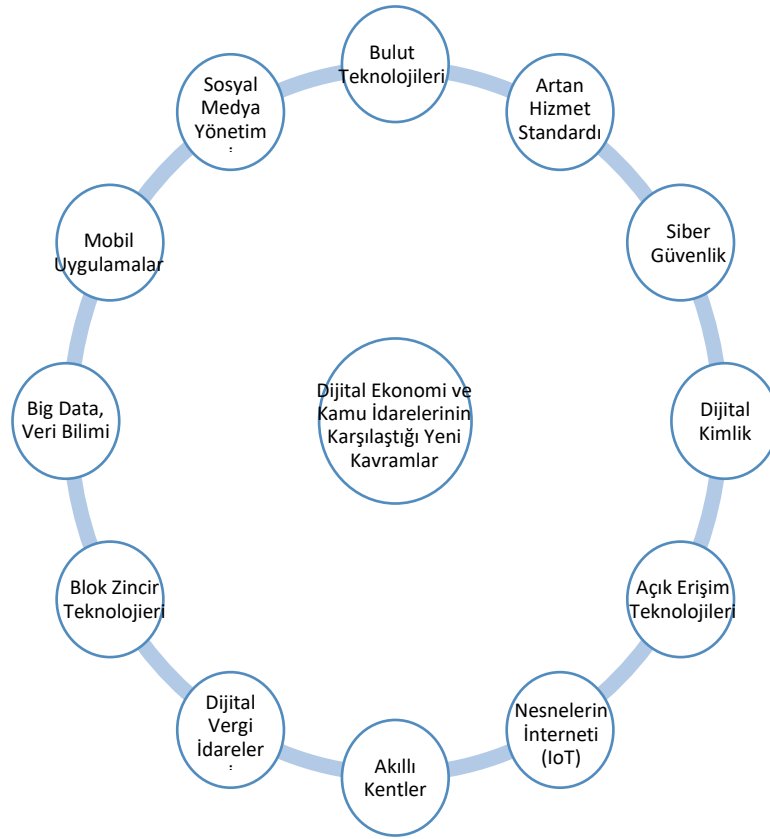 Bulut
Teknolojileri
Artan
Hizmet
Standardı
Siber
Güvenlik
Dijital
Kimlik
Açık Erişim
Teknolojileri
Nesnelerin
İnterneti
(IoT)
Akıllı
Kentler
Dijital
Vergi
İdareler
Blok Zincir
Teknolojieri
Big Data,
Veri Bilimi
Mobil
Uygulamalar
Sosyal
Medya
Yönetim
Dijital Ekonomi ve
Kamu İdarelerinin
Karşılaştığı Yeni
Kavramlar